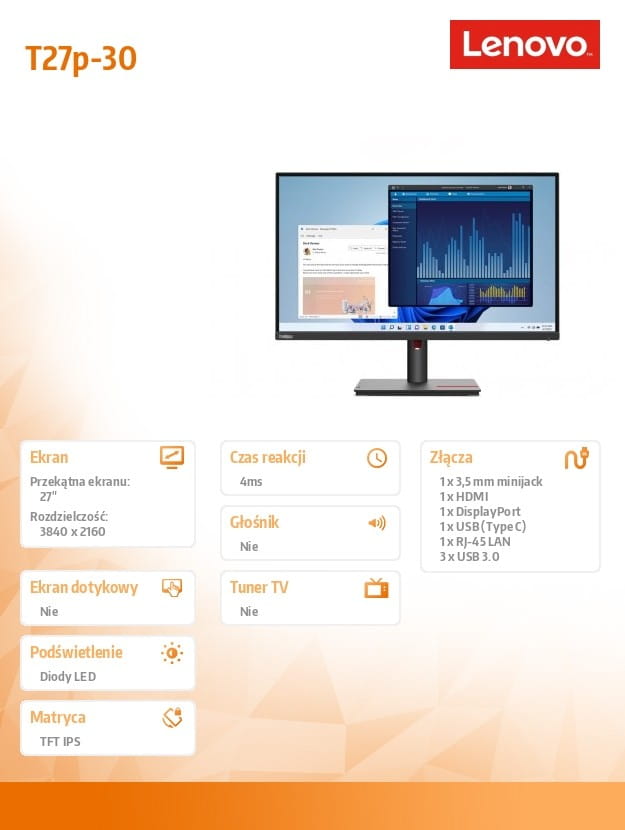 T27p-30
Lenovo
Ekran
Przekątna ekranu:
27"
Rozdzielczość:
3840 x 2160
Ekran dotykowy
Nie
Podświetlenie
Diody LED
Matryca
TFT IPS
Czas reakcji
4ms
Głośnik
Nie
Tuner TV
Nie
Złącza
1 x 3,5 mm minijack
1 x HDMI
1 x DisplayPort
1 x USB (Type C)
1 x RJ-45 LAN
3 x USB 3.0